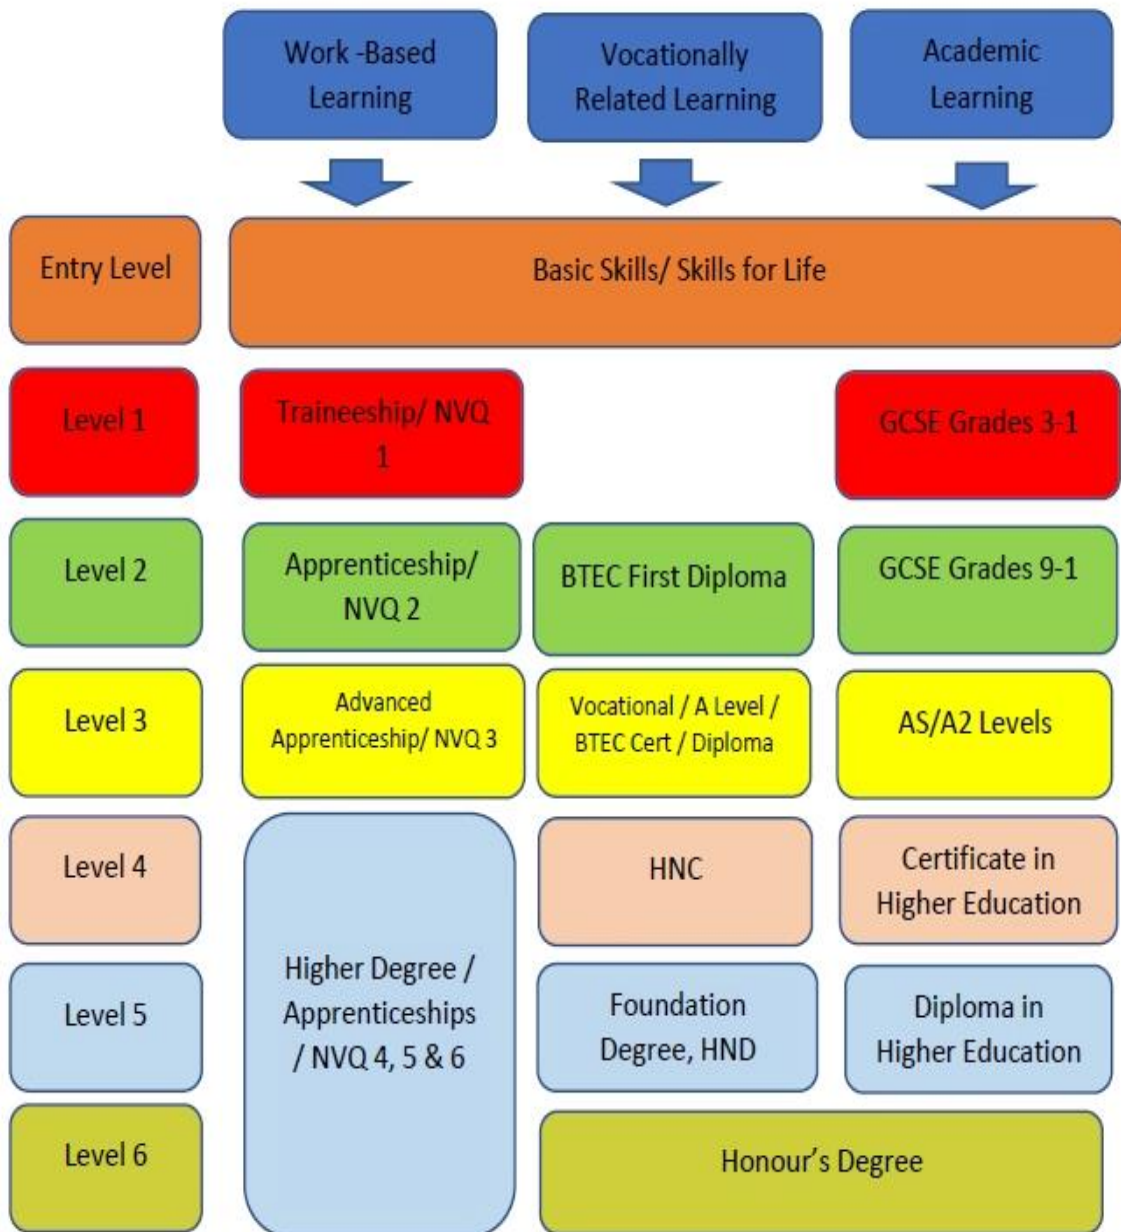 Work -Based
Learning
Vocationally
Related Learning
Academic
Learning
Entry Level
Basic Skills/ Skills for Life
Level 1
Traineeship/ NVQ
1
GCSE Grades 3-1
Level 2
Apprenticeship/
NVQ 2
BTEC First Diploma
GCSE Grades 9-1
Level 3
Advanced
Apprenticeship/ NVQ 3
Vocational / A Level /
BTEC Cert / Diploma
AS/A2 Levels
Level 4
HNC
Certificate in
Higher Education
Higher Degree /
Apprenticeships
/ NVQ 4, 5 & 6
Level 5
Foundation
Degree, HND
Diploma in
Higher Education
Level 6
Honour’s Degree